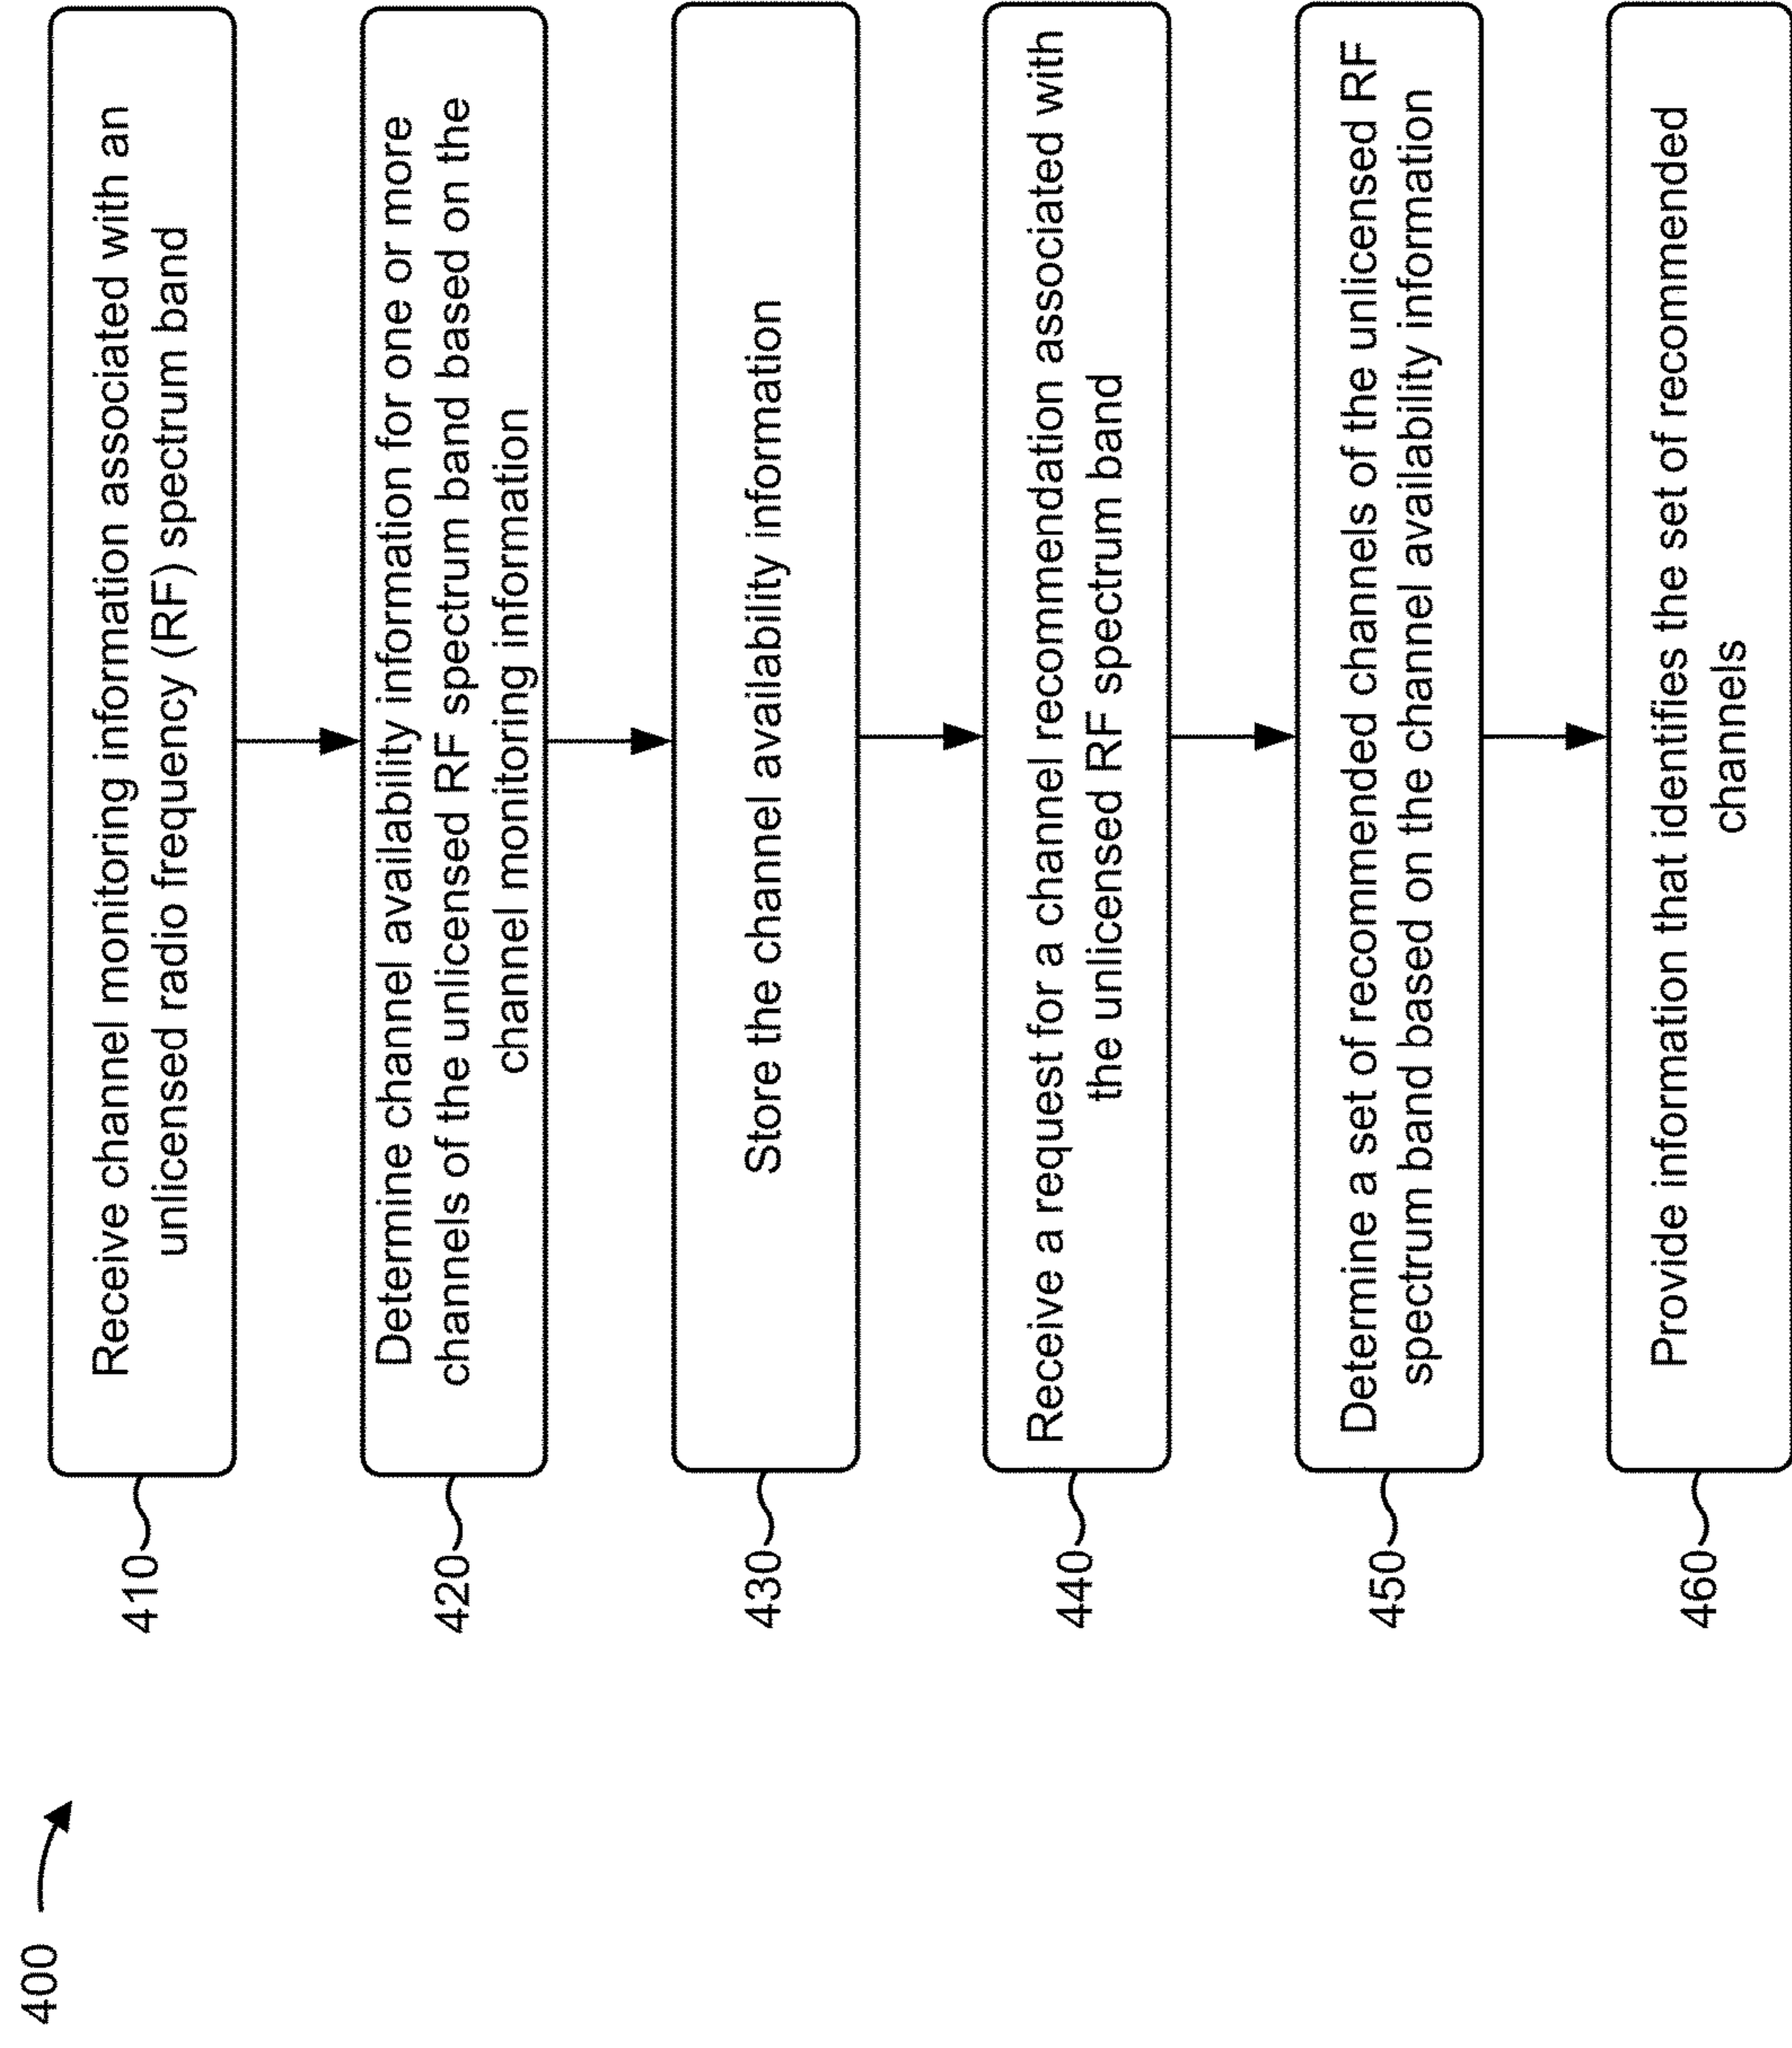 400
410
Receive channel monitoring information associated with an
unlicensed radio frequency (RF) spectrum band
420
Determine channel availability information for one or more
channels of the unlicensed RF spectrum band based on the
channel monitoring information
430
Store the channel availability information
440
Receive a request for a channel recommendation associated with
the unlicensed RF spectrum band
450
Determine a set of recommended channels of the unlicensed RF
spectrum band based on the channel availability information
460
Provide information that identifies the set of recommended
channels